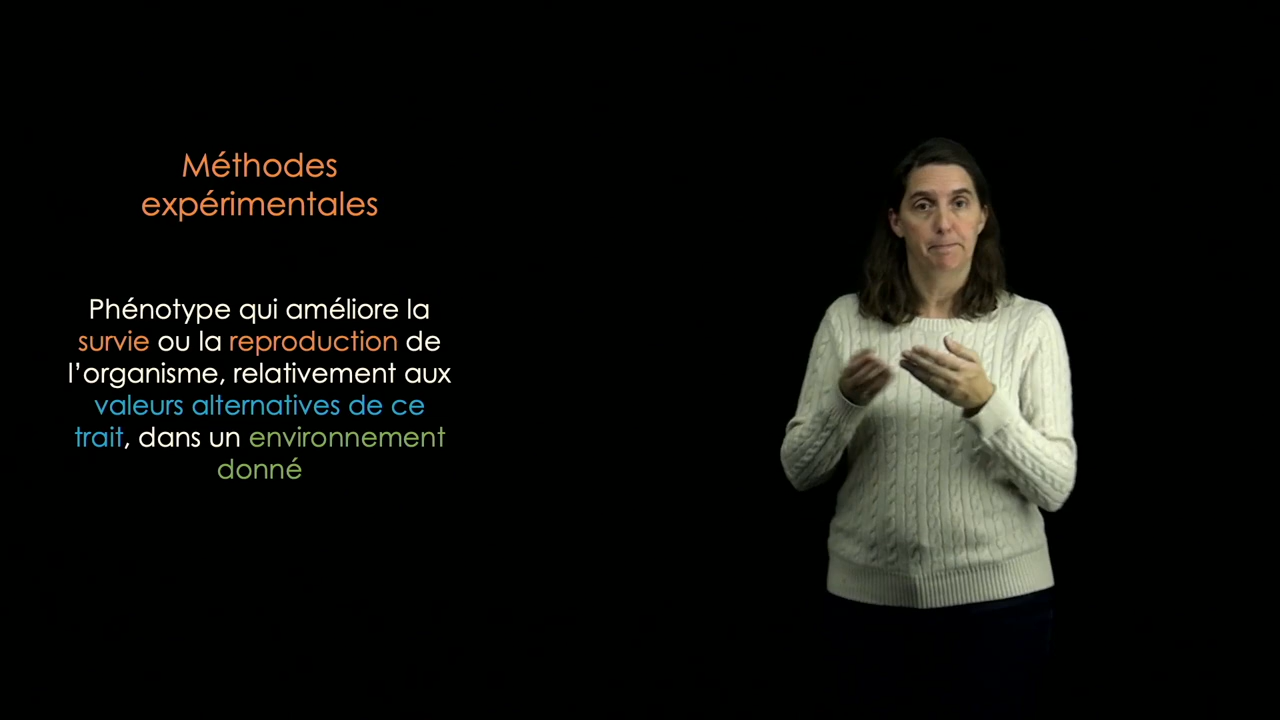 Méthodes
expérimentales
Phénotype qui améliore la
survie ou la reproduction de
l’organisme, relativement aux
valeurs alternatives de ce
trait, dans un environnement
donné